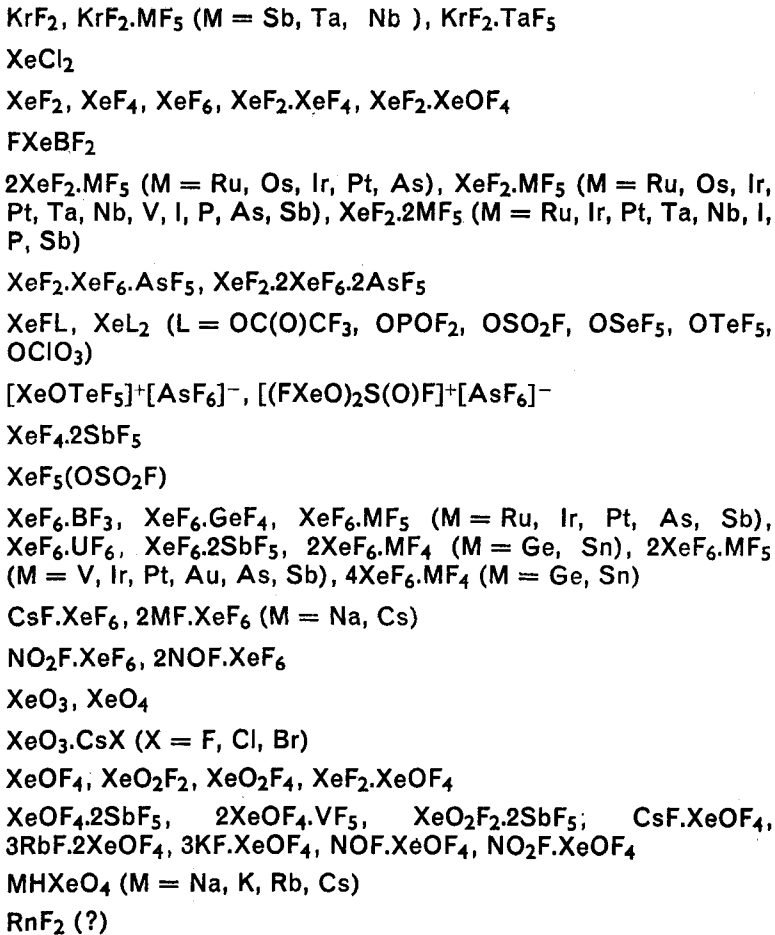 KrF₂, KrF₂.MF₅ (M = Sb, Ta, Nb ), KrF₂.TaF₅
XeCl₂
XeF₂, XeF₄, XeF₆, XeF₂.XeF₄, XeF₂.XeOF₄
FXeBF₂
2XeF₂.MF₅ (M = Ru, Os, Ir, Pt, As), XeF₂.MF₅ (M = Ru, Os, Ir,
Pt, Ta, Nb, V, I, P, As, Sb), XeF₂.2MF₅ (M = Ru, Ir, Pt, Ta, Nb, I,
P, Sb)
XeF₂.XeF₆.AsF₅, XeF₂.2XeF₆.2AsF₅
XeFL, XeL₂ (L = OC(O)CF₃, OPOF₂, OSO₂F, OSeF₅, OTeF₅,
OClO₃)
[XeOTeF₅]⁺[AsF₆]⁻, [(FXeO)₂S(O)F]⁺[AsF₆]⁻
XeF₄.2SbF₅
XeF₅(OSO₂F)
XeF₆.BF₃, XeF₆.GeF₄, XeF₆.MF₅ (M = Ru, Ir, Pt, As, Sb),
XeF₆.UF₆, XeF₆.2SbF₅, 2XeF₆.MF₄ (M = Ge, Sn), 2XeF₆.MF₅
(M = V, Ir, Pt, Au, As, Sb), 4XeF₆.MF₄ (M = Ge, Sn)
CsF.XeF₆, 2MF.XeF₆ (M = Na, Cs)
NO₂F.XeF₆, 2NOF.XeF₆
XeO₃, XeO₄
XeO₃.CsX (X = F, Cl, Br)
XeOF₄, XeO₂F₂, XeO₂F₄, XeF₂.XeOF₄
XeOF₄.2SbF₅, 2XeOF₄.VF₅, XeO₂F₂.2SbF₅; CsF.XeOF₄,
3RbF.2XeOF₄, 3KF.XeOF₄, NOF.XeOF₄, NO₂F.XeOF₄
MHXeO₄ (M = Na, K, Rb, Cs)
RnF₂ (?)